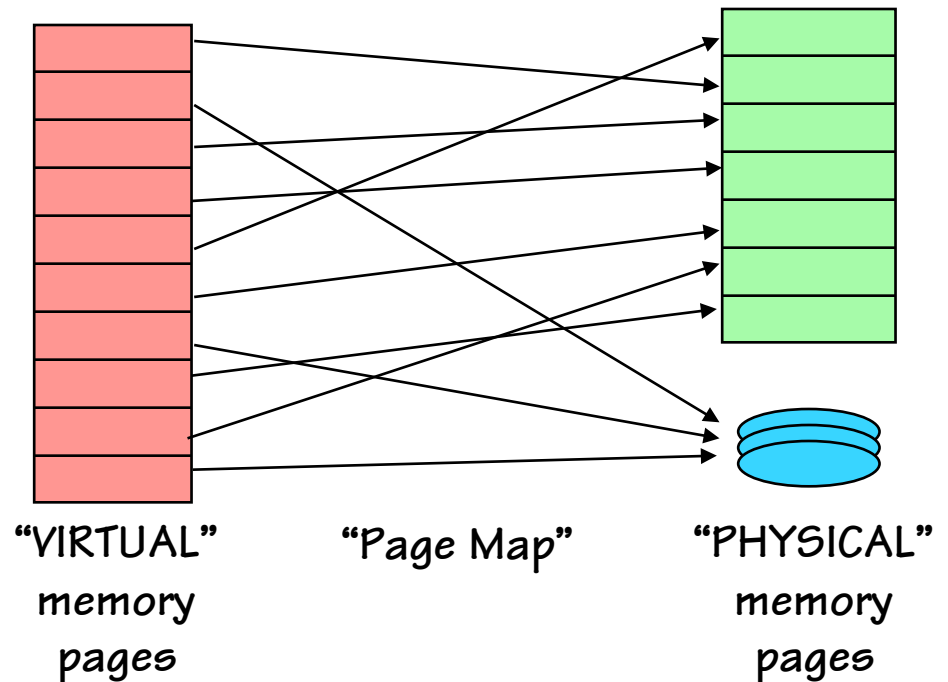 “VIRTUAL”
memory
pages
“Page Map”
“PHYSICAL”
memory
pages